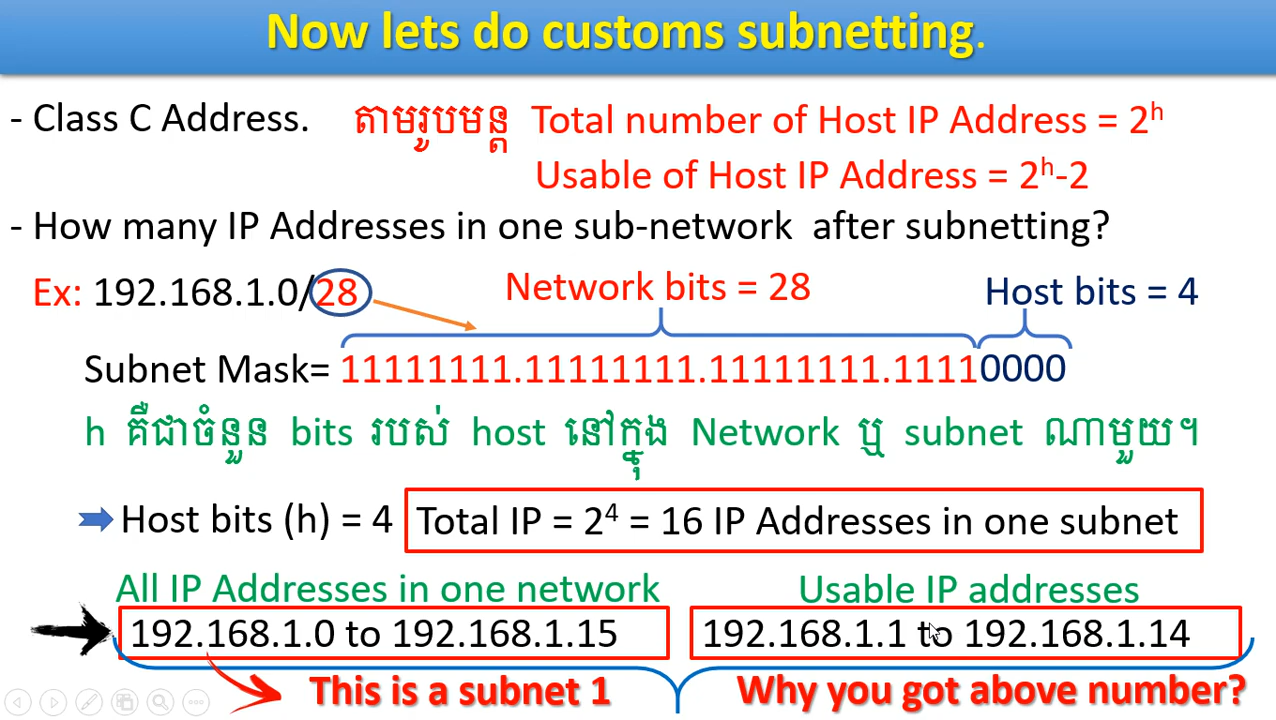 Now lets do customs subnetting.
- Class C Address. តាមរូបមន្ត Total number of Host IP Address = 2ʰ
Usable of Host IP Address = 2ʰ-2
- How many IP Addresses in one sub-network after subnetting?
Ex: 192.168.1.0/28 Network bits = 28 Host bits = 4
Subnet Mask= 11111111.11111111.11111111.11110000
h គឺជាចំនួន bits របស់ host នៅក្នុង Network ឬ subnet ណាមួយ។
Host bits (h) = 4 Total IP = 2⁴ = 16 IP Addresses in one subnet
All IP Addresses in one network Usable IP addresses
192.168.1.0 to 192.168.1.15 192.168.1.1 to 192.168.1.14
This is a subnet 1 Why you got above number?